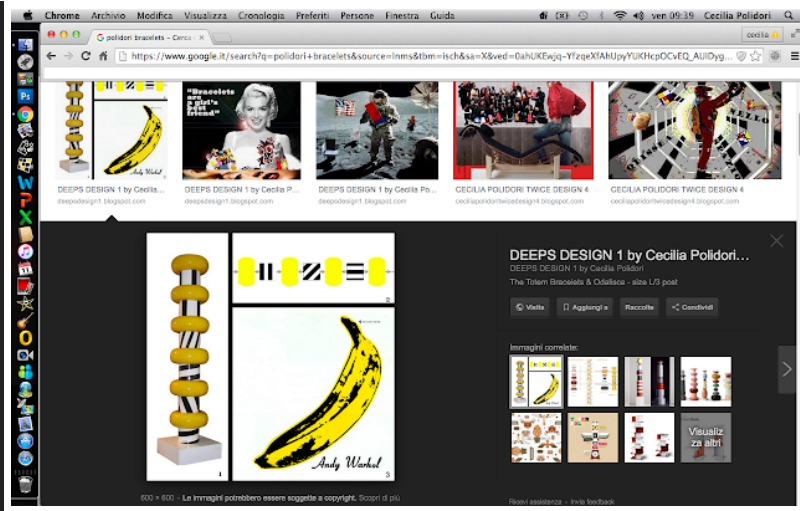 Chrome Archivio Modifica Visualizza Cronologia Preferiti Persone Finestra Guida ven 09:39 Cecilia Polidori
polidori bracelets – Cerca
cecilia
https://www.google.it/search?q=polidori+bracelets&source=lnms&tbm=isch&sa=X&ved=0ahUKEwjq-YfzqeXfAhUpyYUKHcpOCvEQ_AUIDyg...
"Bracelets are a girl's best friend"
Andy Warhol
DEEPS DESIGN 1 by Cecilia...
deepsdesign1.blogspot.com
DEEPS DESIGN 1 by Cecilia P...
deepsdesign1.blogspot.com
DEEPS DESIGN 1 by Cecilia Po...
deepsdesign1.blogspot.com
CECILIA POLIDORI TWICE DESIGN 4
ceciliapolidoritwicedesign4.blogspot.com
CECILIA POLIDORI TWICE DESIGN 4
ceciliapolidoritwicedesign4.blogspot.com
1
2
Andy Warhol
3
600 × 600 - Le immagini potrebbero essere soggette a copyright. Scopri di più
DEEPS DESIGN 1 by Cecilia Polidori...
DEEPS DESIGN 1 by Cecilia Polidori
The Totem Bracelets & Odalisca - size L/3 post
Visita Aggiungi a Raccolte Condividi
Immagini correlate:
Visualiz
za altri
Ricevi assistenza - Invia feedback